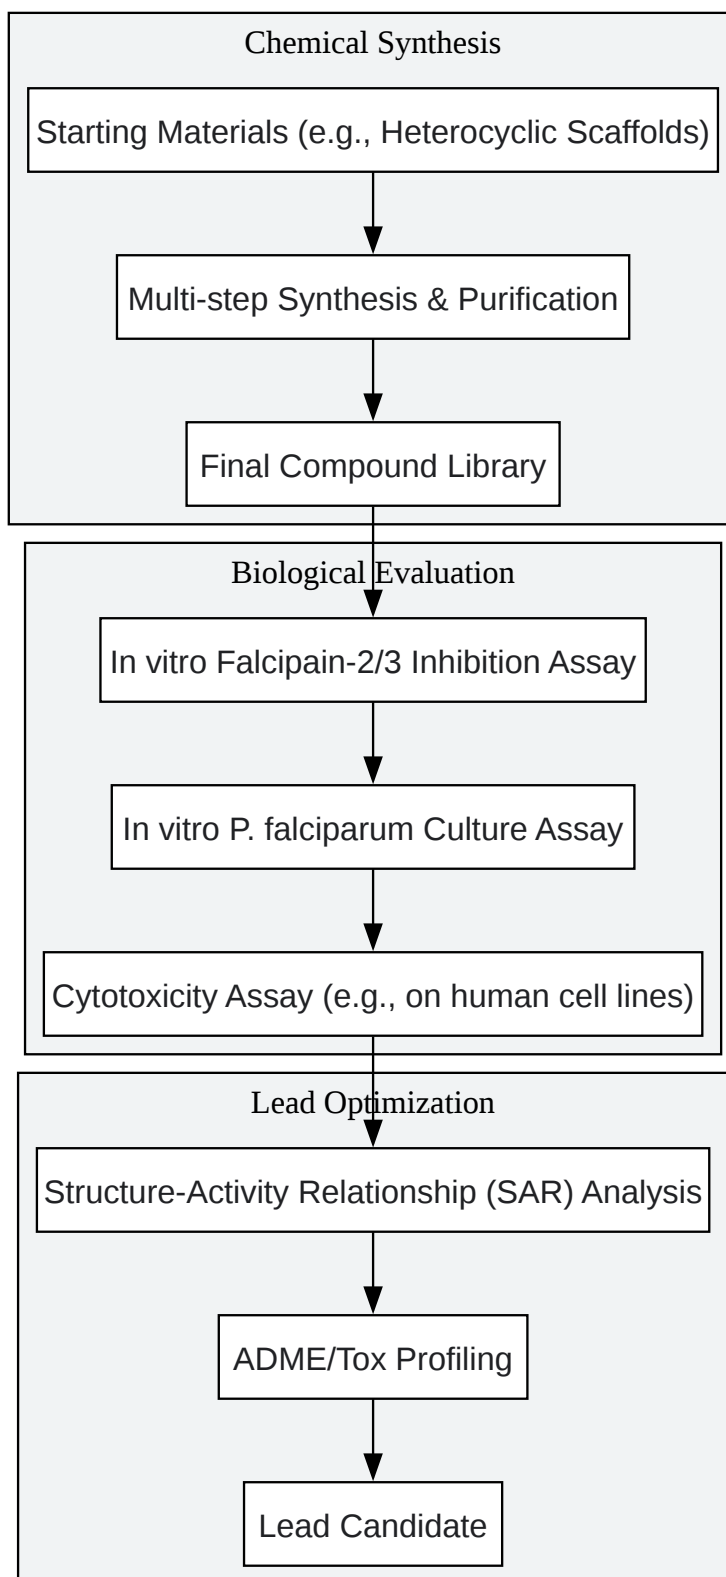 Chemical Synthesis
Starting Materials (e.g., Heterocyclic Scaffolds)
Multi-step Synthesis & Purification
Final Compound Library
Biological Evaluation
In vitro Falcipain-2/3 Inhibition Assay
In vitro P. falciparum Culture Assay
Cytotoxicity Assay (e.g., on human cell lines)
Lead Optimization
Structure-Activity Relationship (SAR) Analysis
ADME/Tox Profiling
Lead Candidate